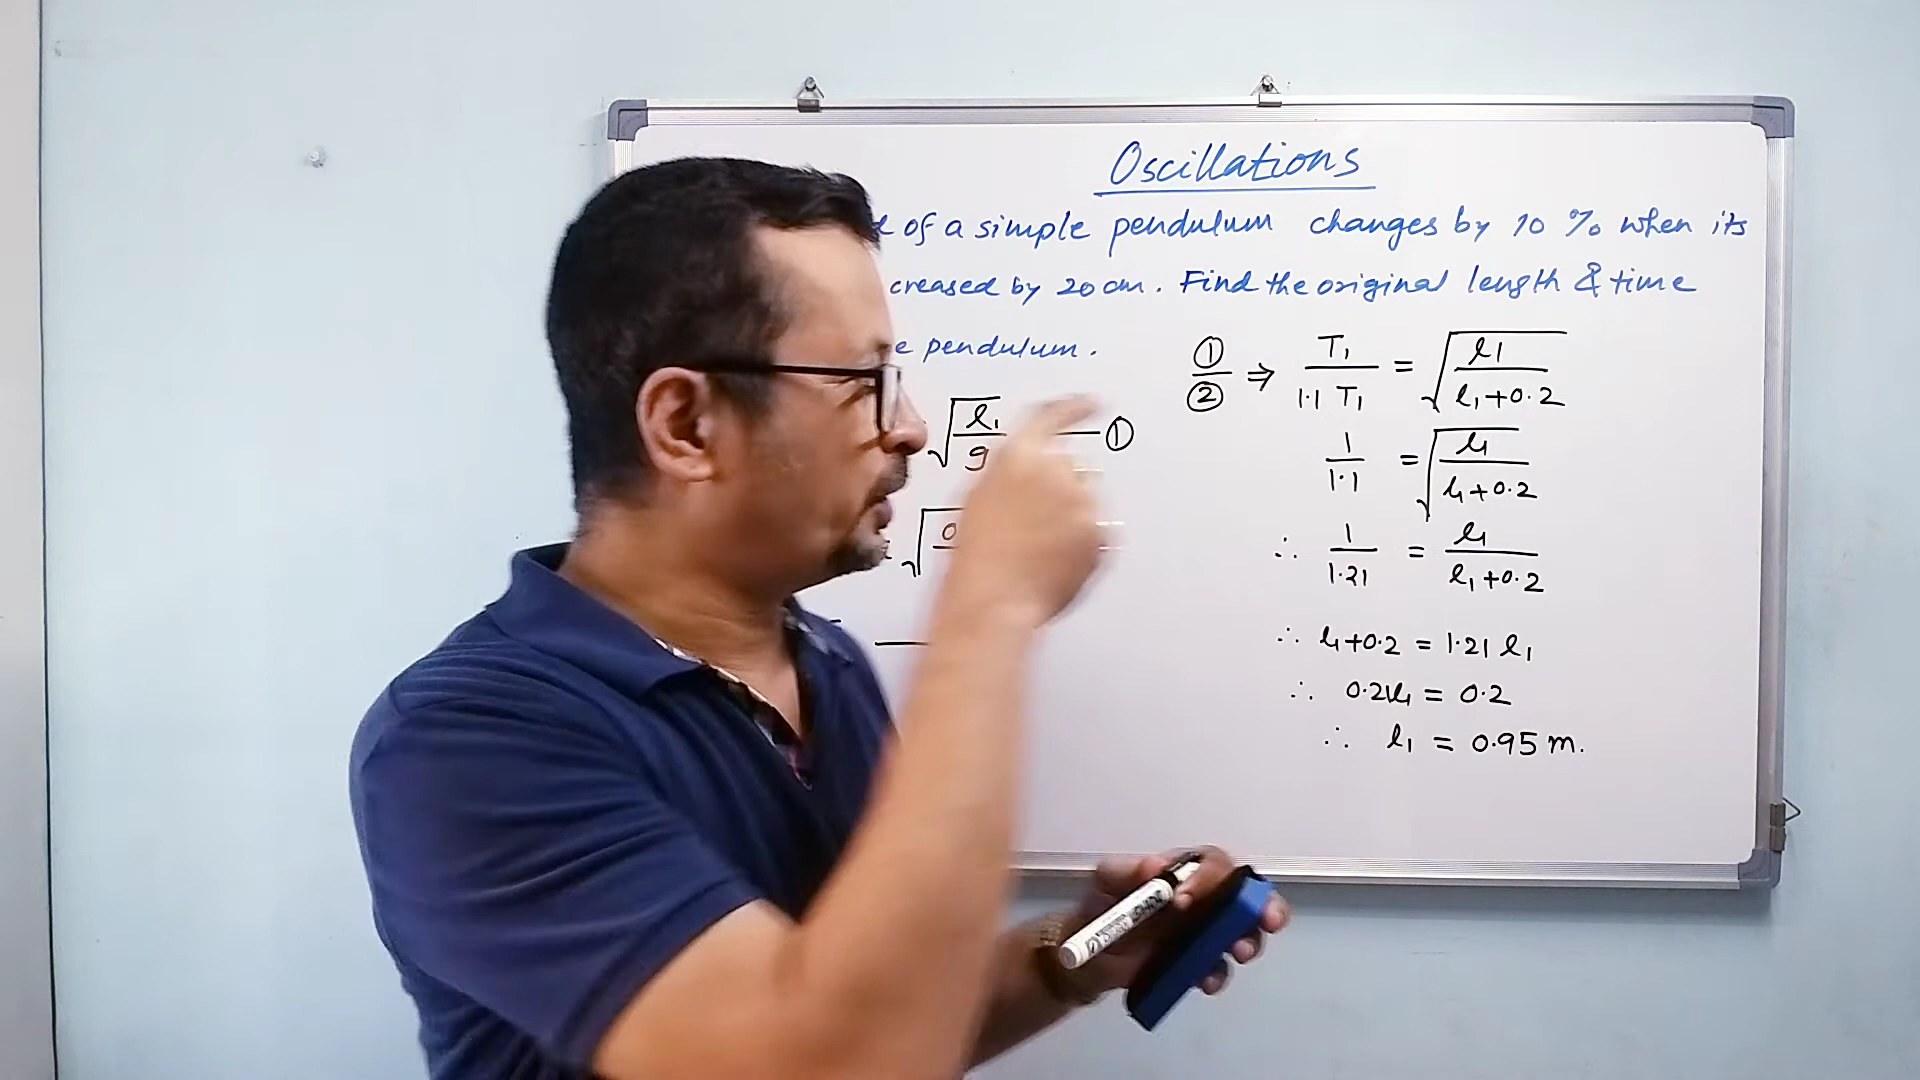 Oscillations
of a simple pendulum changes by 10 % when its
creased by 20 cm. Find the original length & time
pendulum.
① / ② ⇒ T₁ / 1.1 T₁ = √(l₁ / l₁+0.2)
√(l₁ / g) — ①
1 / 1.1 = √(l₁ / l₁+0.2)
∴ 1 / 1.21 = l₁ / l₁+0.2
∴ l₁+0.2 = 1.21 l₁
∴ 0.21l₁ = 0.2
∴ l₁ = 0.95 m.